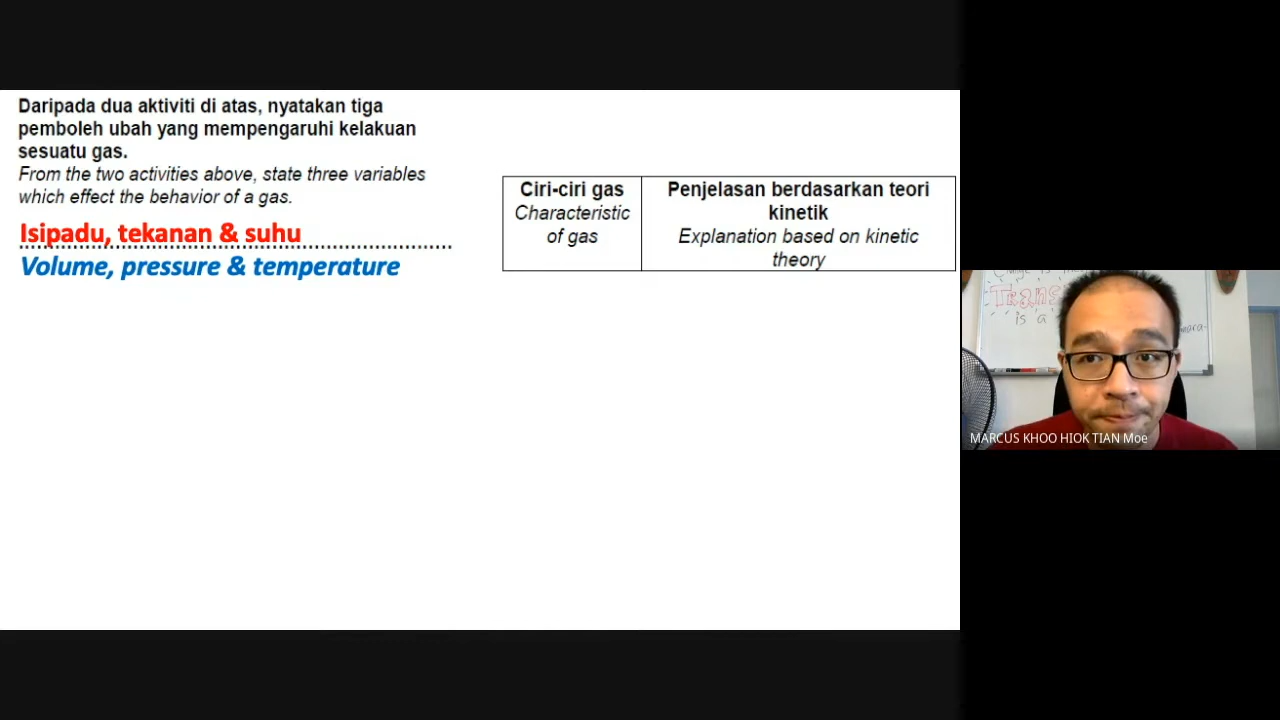 Daripada dua aktiviti di atas, nyatakan tiga
pemboleh ubah yang mempengaruhi kelakuan
sesuatu gas.
From the two activities above, state three variables
which effect the behavior of a gas.
Isipadu, tekanan & suhu
Volume, pressure & temperature
Ciri-ciri gas
Characteristic
of gas
Penjelasan berdasarkan teori
kinetik
Explanation based on kinetic
theory
is a
MARCUS KHOO HIOK TIAN Moe